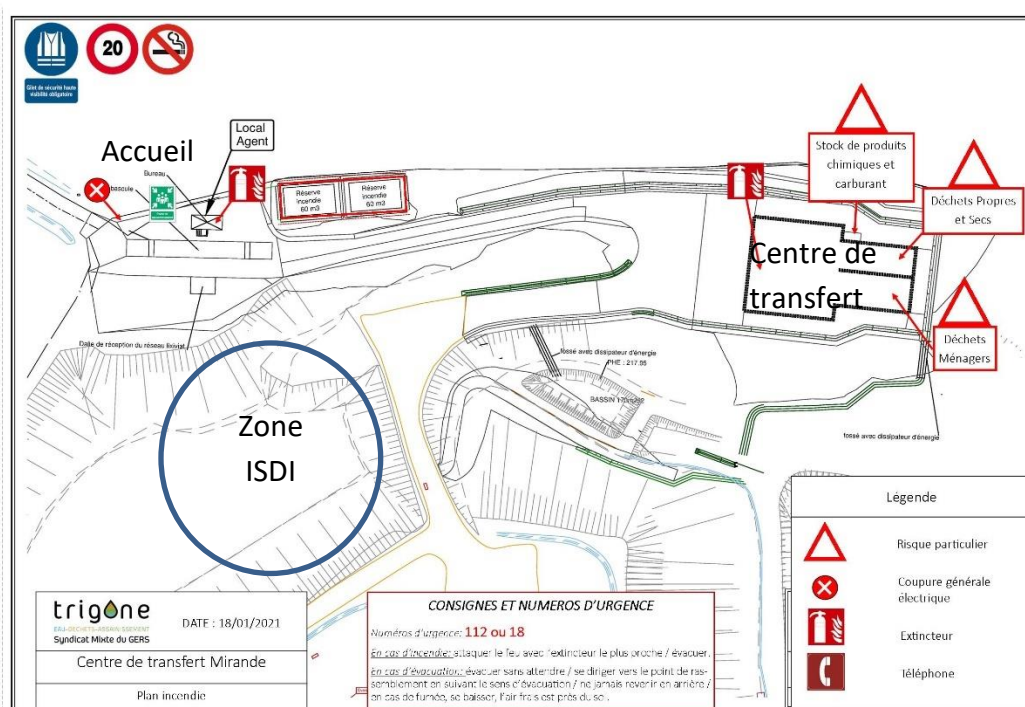 20
Gilet de sécurité haute
visibilité obligatoire
Accueil
Local
Agent
Bureau
bascule
Réserve
incendie
60 m3
Réserve
incendie
60 m3
Stock de produits
chimiques et
carburant
Déchets Propres
et Secs
Centre de
transfert
Déchets
Ménagers
de réception du réseau lixiviat
fossé avec dissipateur d'énergie
PHE : 217.55
BASSIN
fossé avec dissipateur d'énergie
Zone
ISDI
Légende
Risque particulier
Coupure générale
électrique
Extincteur
Téléphone
trigone
EAU-DECHETS-ASSAINISSEMENT
Syndicat Mixte du GERS
DATE : 18/01/2021
Centre de transfert Mirande
Plan incendie
CONSIGNES ET NUMEROS D'URGENCE
Numéros d'urgence: 112 ou 18
En cas d'incendie: attaquer le feu avec l'extincteur le plus proche / évacuer.
En cas d'évacuation: évacuer sans attendre / se diriger vers le point de ras-
semblement en suivant le sens d'évacuation / ne jamais revenir en arrière /
en cas de fumée, se baisser, l'air frais est près du sol.